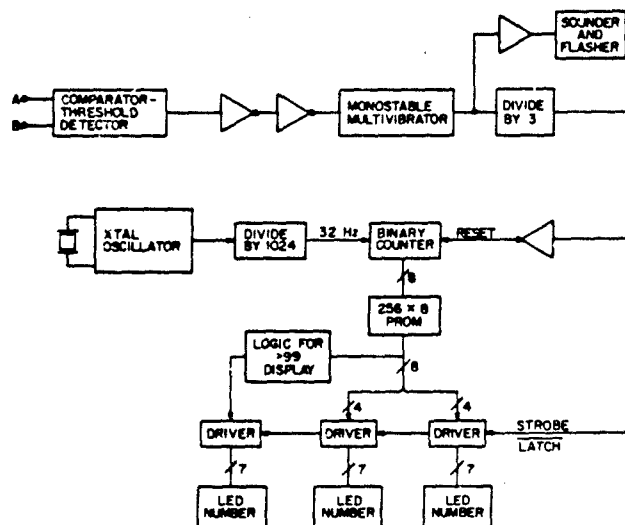 SOUNDER
AND
FLASHER
A
B
COMPARATOR-
THRESHOLD
DETECTOR
MONOSTABLE
MULTIVIBRATOR
DIVIDE
BY 3
XTAL
OSCILLATOR
DIVIDE
BY 1024
32 Hz
BINARY
COUNTER
RESET
8
256 × 8
PROM
LOGIC FOR
>99
DISPLAY
8
4
4
DRIVER
DRIVER
DRIVER
STROBE
LATCH
7
7
7
LED
NUMBER
LED
NUMBER
LED
NUMBER